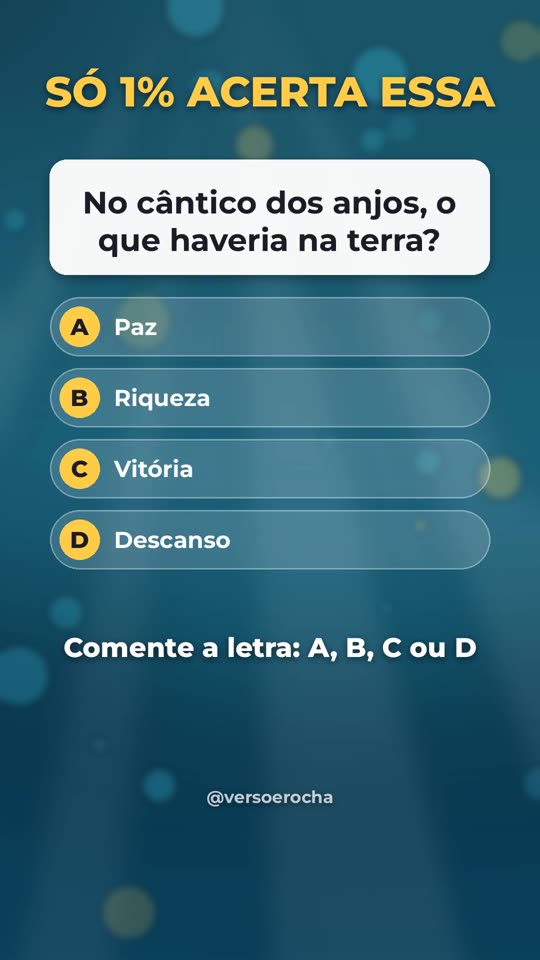 SÓ 1% ACERTA ESSA
No cântico dos anjos, o
que haveria na terra?
A Paz
B Riqueza
C Vitória
D Descanso
Comente a letra: A, B, C ou D
@versoerocha